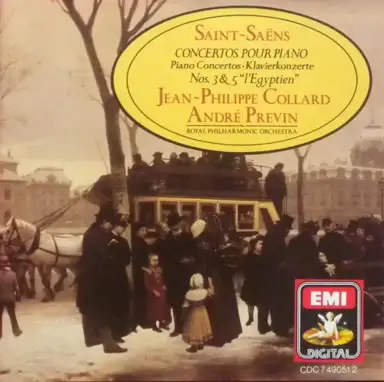 SAINT-SAËNS
CONCERTOS POUR PIANO
Piano Concertos · Klavierkonzerte
Nos. 3 & 5 "l'Egyptien"
JEAN-PHILIPPE COLLARD
ANDRÉ PREVIN
ROYAL PHILHARMONIC ORCHESTRA
EMI
DIGITAL
CDC 7 49051 2